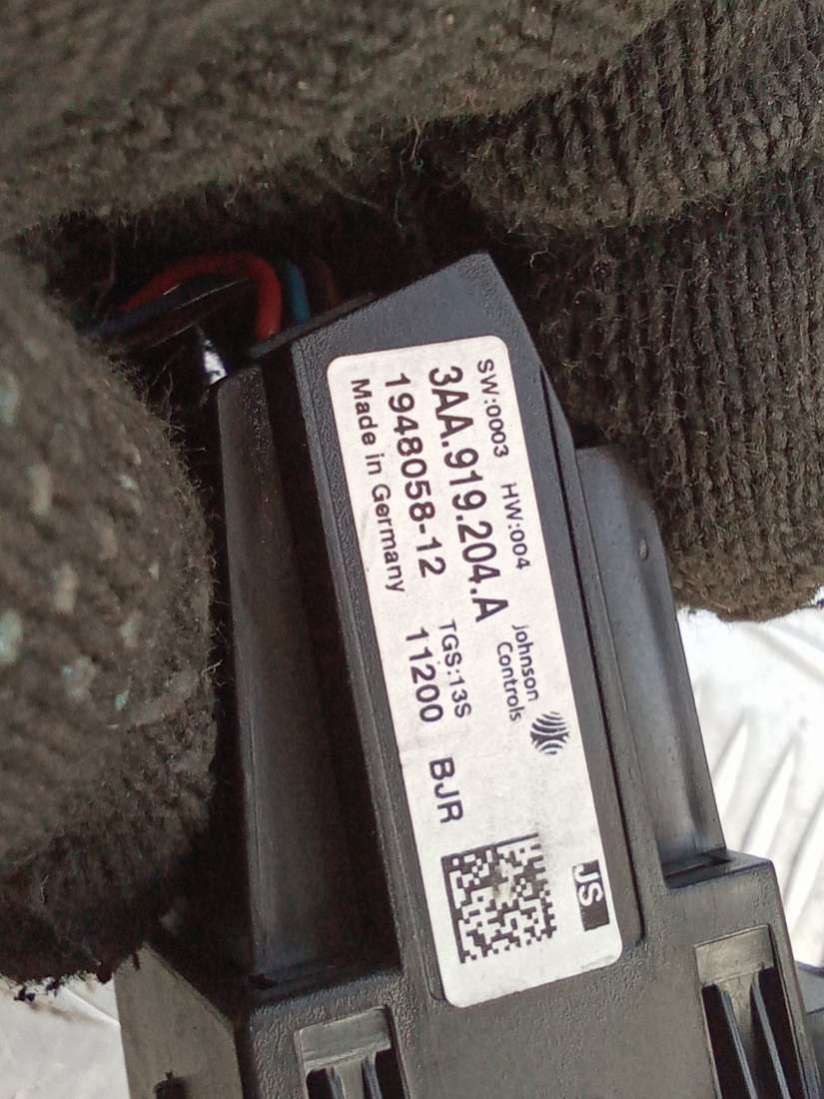 SW:0003 HW:004
Johnson
Controls
3AA.919.204.A
TGS:13S
1948058-12 11200 BJR
Made in Germany
JS